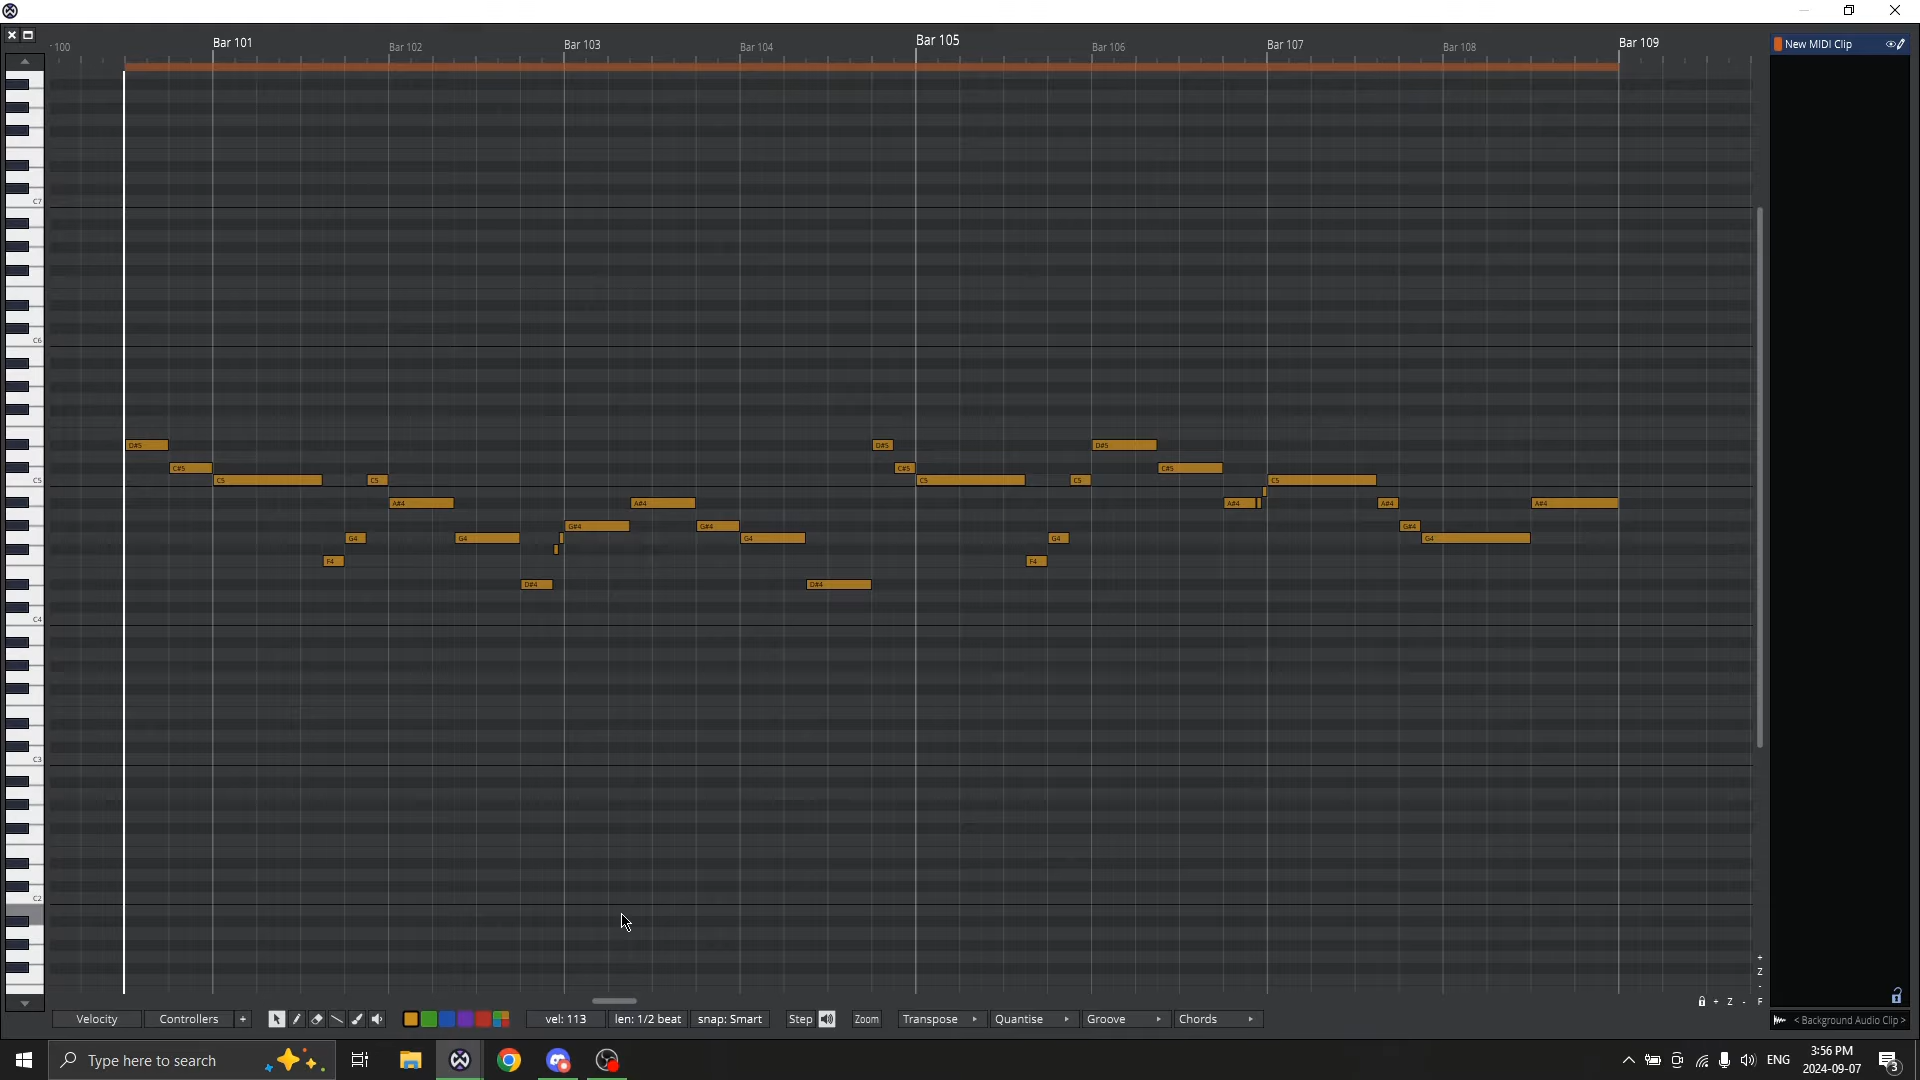 100
Bar 101
Bar 102
Bar 103
Bar 104
Bar 105
Bar 106
Bar 107
Bar 108
Bar 109
New MIDI Clip
C7
C6
D#5
D#5
D#5
C#5
C#5
C#5
C5
C5
C5
C5
C5
C5
A#4
A#4
A#4
A#4
A#4
G#4
G#4
G#4
G4
G4
G4
G4
G4
F4
F4
D#4
D#4
C4
C3
C2
+
Z
-
+ Z - F
Velocity
Controllers
+
vel: 113
len: 1/2 beat
snap: Smart
Step
Zoom
Transpose
Quantise
Groove
Chords
< Background Audio Clip >
Type here to search
ENG
3:56 PM
2024-09-07
3